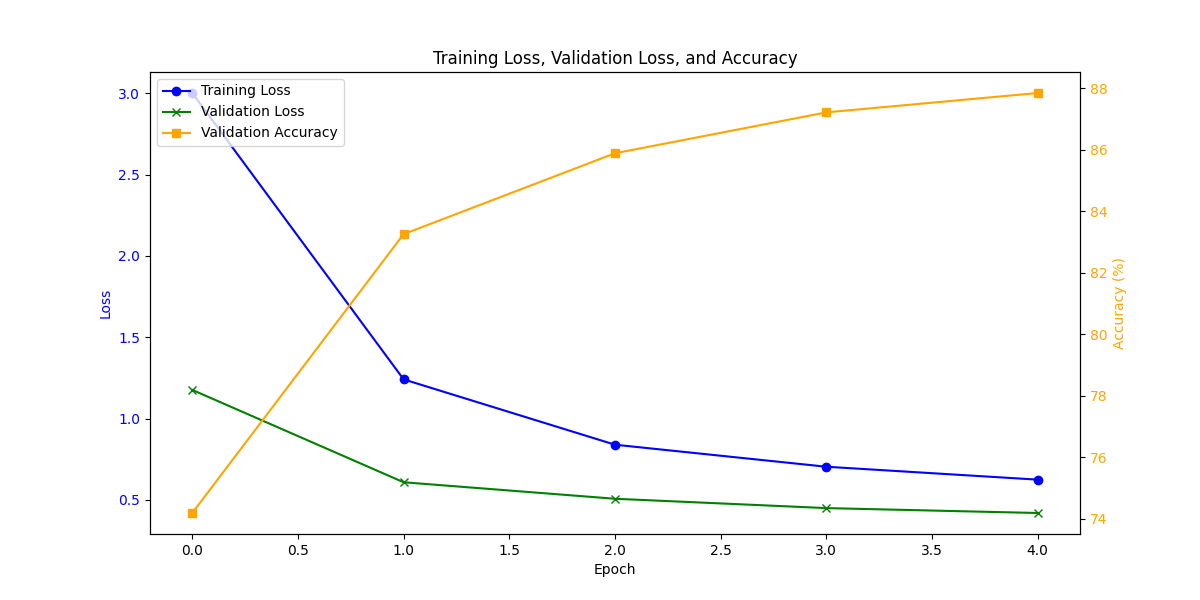 Training Loss, Validation Loss, and Accuracy
Training Loss
Validation Loss
Validation Accuracy
3.0
2.5
2.0
1.5
1.0
0.5
Loss
88
86
84
82
80
78
76
74
Accuracy (%)
0.0 0.5 1.0 1.5 2.0 2.5 3.0 3.5 4.0
Epoch